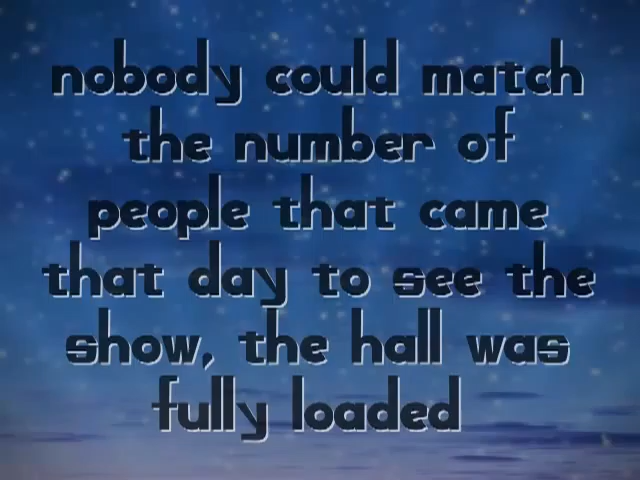 nobody could match
the number of
people that came
that day to see the
show, the hall was
fully loaded